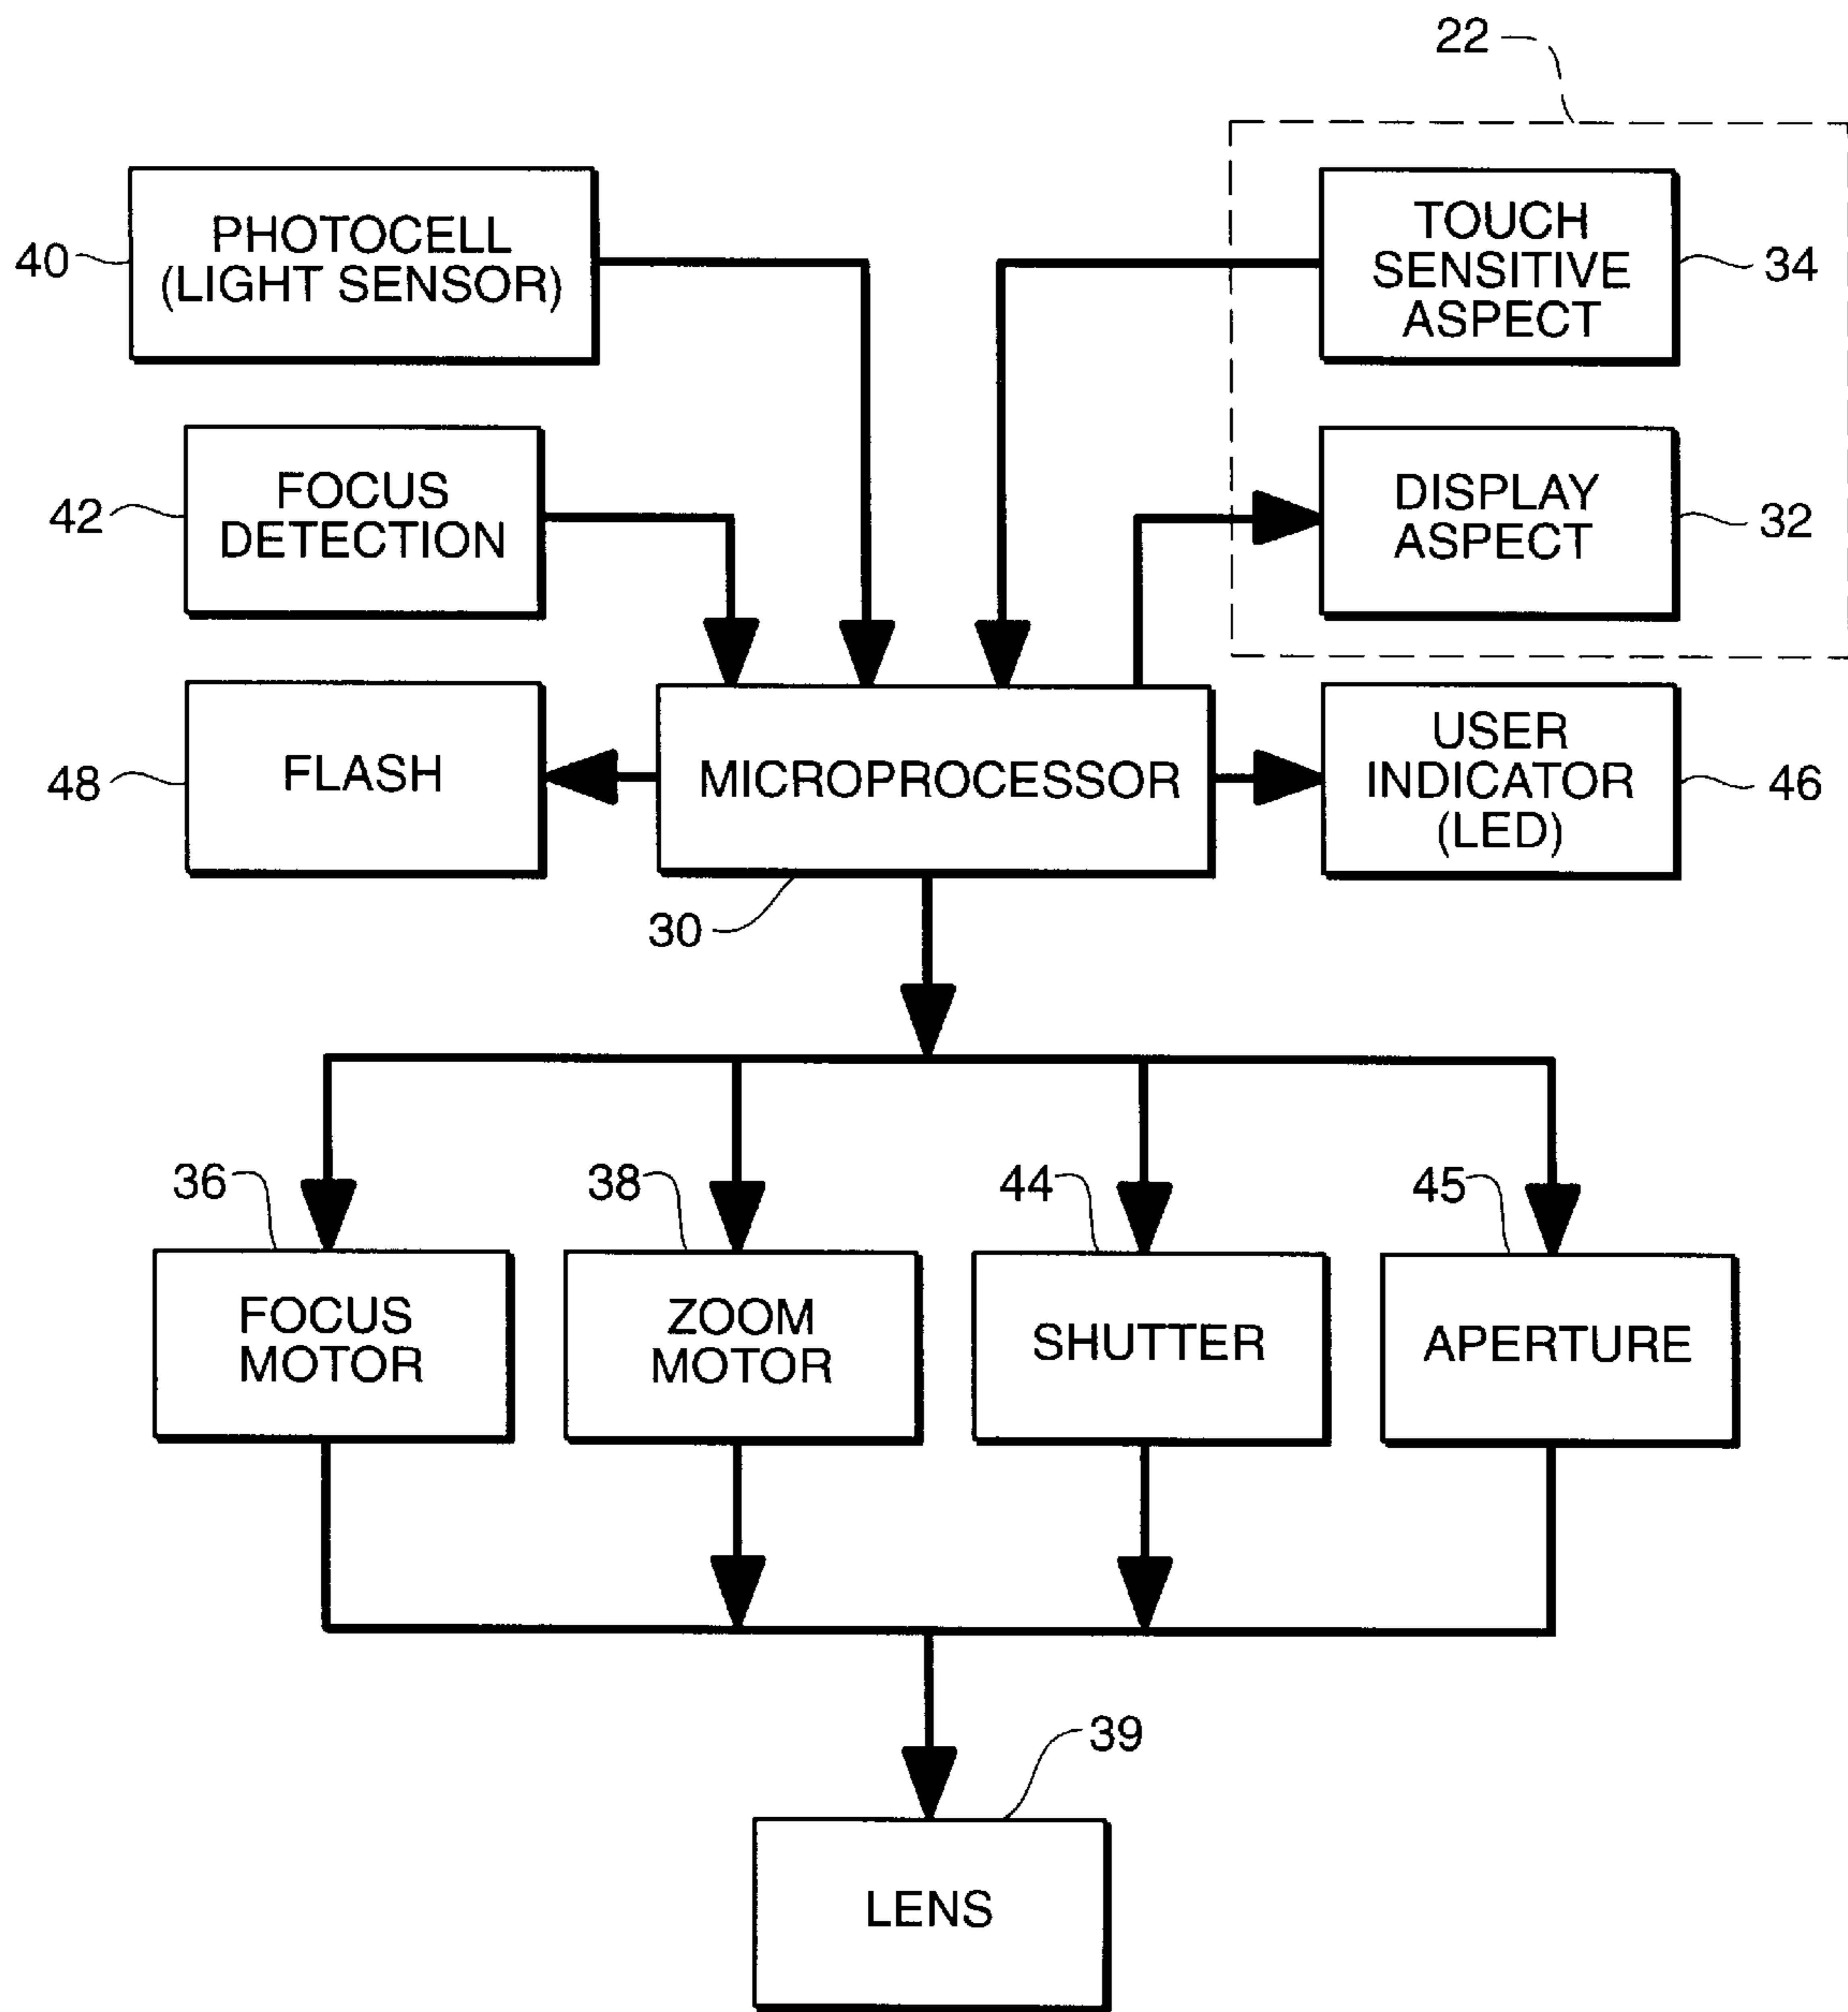 22
PHOTOCELL
(LIGHT SENSOR)
40
TOUCH
SENSITIVE
ASPECT
34
FOCUS
DETECTION
42
DISPLAY
ASPECT
32
FLASH
48
MICROPROCESSOR
30
USER
INDICATOR
(LED)
46
36
FOCUS
MOTOR
38
ZOOM
MOTOR
44
SHUTTER
45
APERTURE
39
LENS